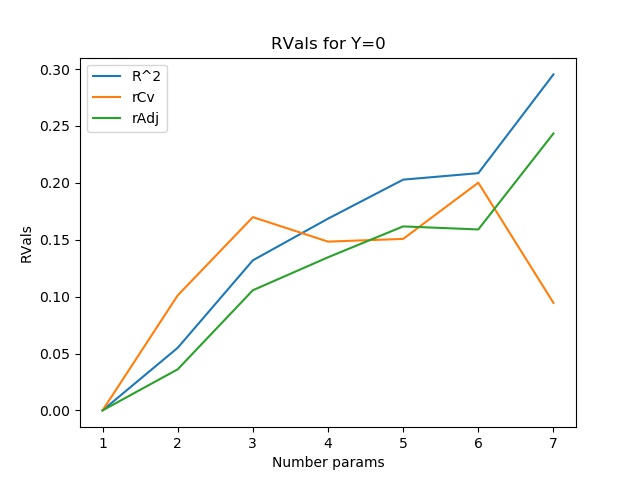 RVals for Y=0
R^2
rCv
rAdj
0.30
0.25
0.20
0.15
0.10
0.05
0.00
RVals
1 2 3 4 5 6 7
Number params